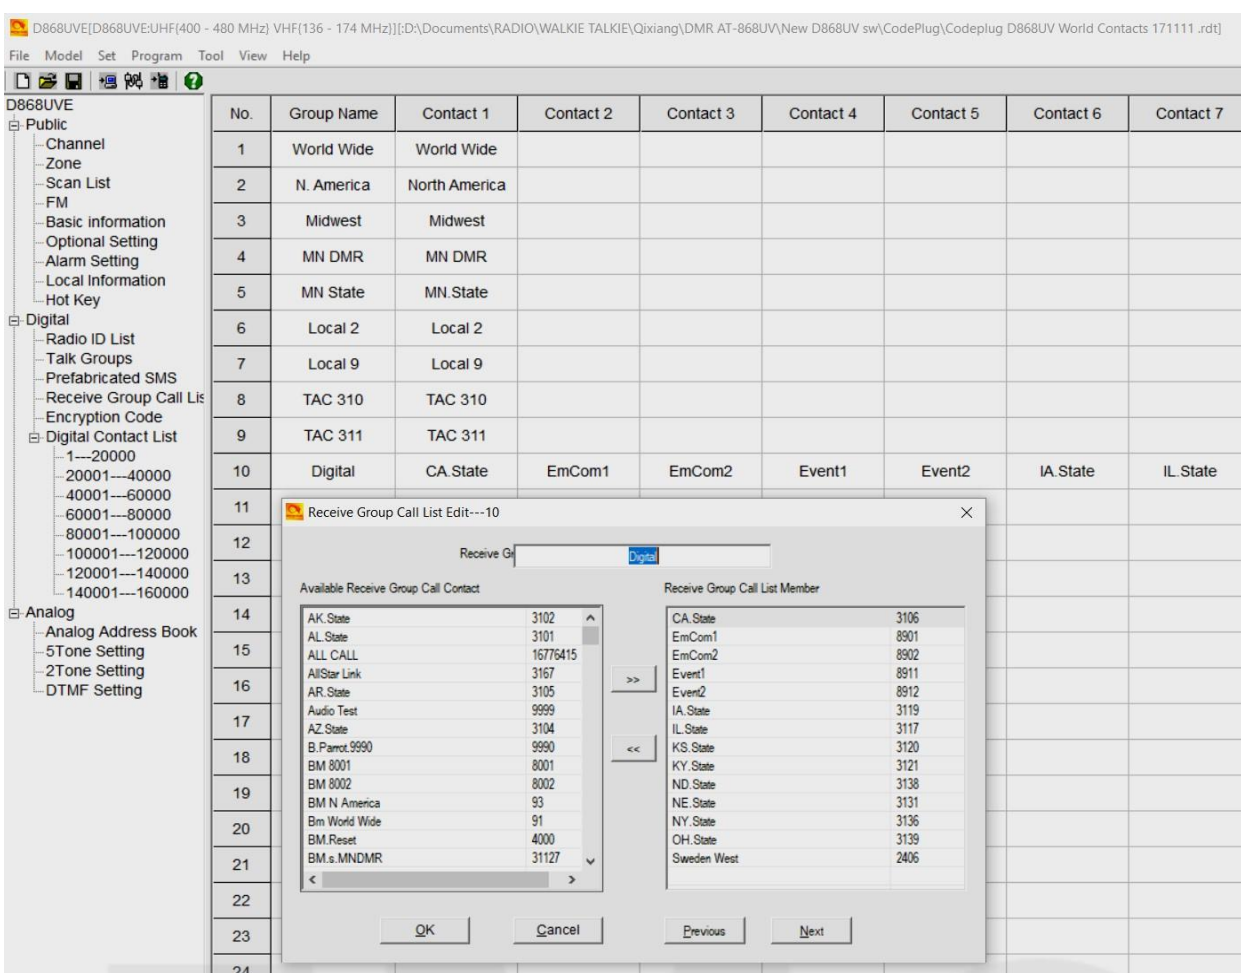 D868UVE[D868UVE:UHF{400 - 480 MHz} VHF{136 - 174 MHz}][:D:\Documents\RADIO\WALKIE TALKIE\Qixiang\DMR AT-868UV\New D868UV sw\CodePlug\Codeplug D868UV World Contacts 171111 .rdt]
File Model Set Program Tool View Help
D868UVE
Public
Channel
Zone
Scan List
FM
Basic information
Optional Setting
Alarm Setting
Local Information
Hot Key
Digital
Radio ID List
Talk Groups
Prefabricated SMS
Receive Group Call Lis
Encryption Code
Digital Contact List
1---20000
20001---40000
40001---60000
60001---80000
80001---100000
100001---120000
120001---140000
140001---160000
Analog
Analog Address Book
5Tone Setting
2Tone Setting
DTMF Setting
No. Group Name Contact 1 Contact 2 Contact 3 Contact 4 Contact 5 Contact 6 Contact 7
1 World Wide World Wide
2 N. America North America
3 Midwest Midwest
4 MN DMR MN DMR
5 MN State MN.State
6 Local 2 Local 2
7 Local 9 Local 9
8 TAC 310 TAC 310
9 TAC 311 TAC 311
10 Digital CA.State EmCom1 EmCom2 Event1 Event2 IA.State IL.State
11
12
13
14
15
16
17
18
19
20
21
22
23
24
Receive Group Call List Edit---10
Receive Gr Digital
Available Receive Group Call Contact
AK.State 3102
AL.State 3101
ALL CALL 16776415
AllStar Link 3167
AR.State 3105
Audio Test 9999
AZ.State 3104
B.Parrot.9990 9990
BM 8001 8001
BM 8002 8002
BM N America 93
Bm World Wide 91
BM.Reset 4000
BM.s.MNDMR 31127
>>
<<
Receive Group Call List Member
CA.State 3106
EmCom1 8901
EmCom2 8902
Event1 8911
Event2 8912
IA.State 3119
IL.State 3117
KS.State 3120
KY.State 3121
ND.State 3138
NE.State 3131
NY.State 3136
OH.State 3139
Sweden West 2406
OK Cancel Previous Next